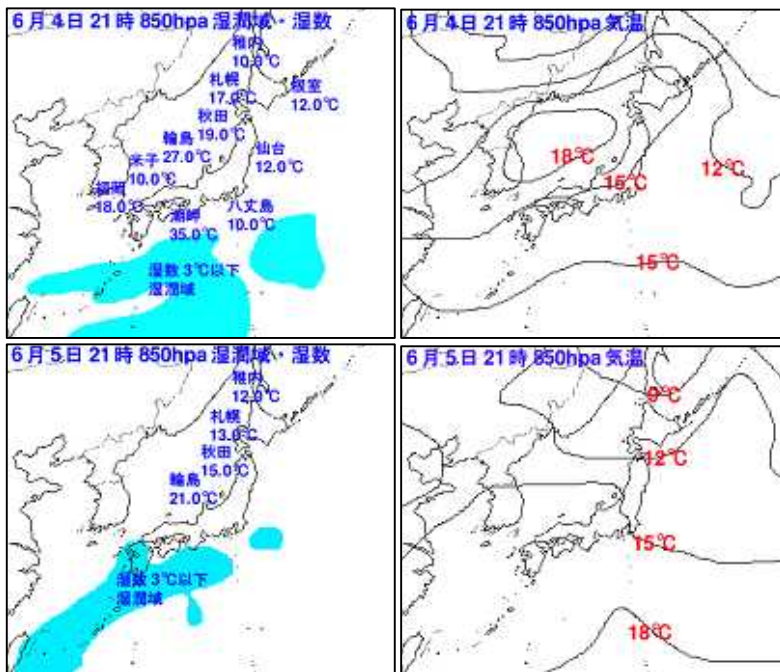 6月4日21時 850hpa 湿潤域・湿数
稚内
10.0℃
札幌
17.0℃
根室
12.0℃
秋田
19.0℃
輪島
27.0℃
仙台
12.0℃
米子
10.0℃
福岡
18.0℃
潮岬
35.0℃
八丈島
10.0℃
湿数 3℃以下
湿潤域
6月4日21時 850hpa 気温
18℃
15℃
12℃
15℃
6月5日21時 850hpa 湿潤域・湿数
稚内
12.0℃
札幌
13.0℃
秋田
15.0℃
輪島
21.0℃
湿数 3℃以下
湿潤域
6月5日21時 850hpa 気温
9℃
12℃
15℃
18℃